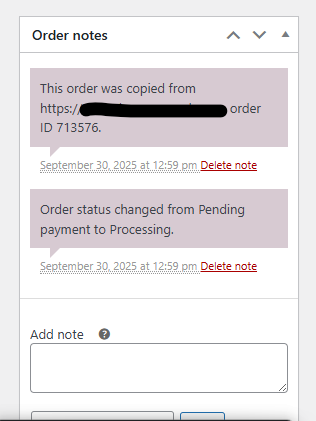 Order notes
This order was copied from
https:/ order
ID 713576.
September 30, 2025 at 12:59 pm Delete note
Order status changed from Pending
payment to Processing.
September 30, 2025 at 12:59 pm Delete note
Add note ?